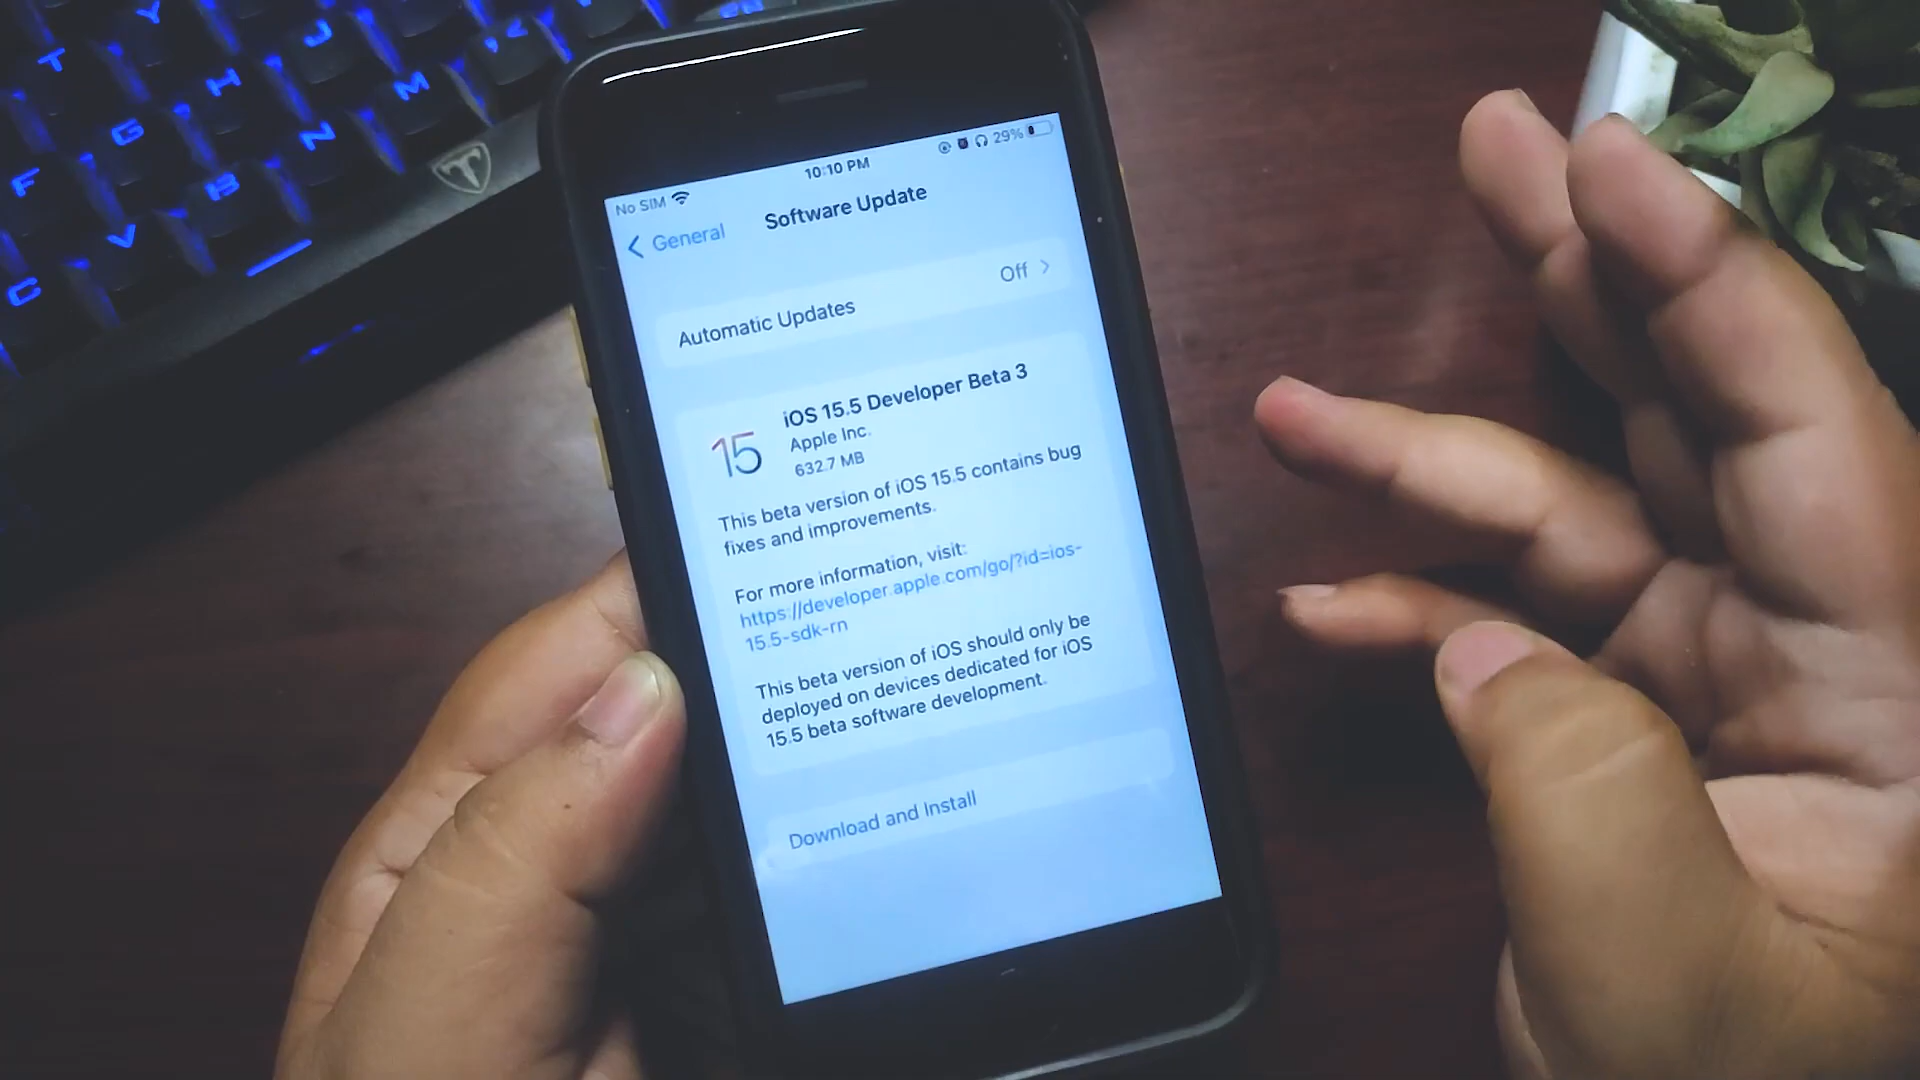 T Y J K
F G H N M
C V B
No SIM 10:10 PM 29%
General Software Update
Automatic Updates Off
15 iOS 15.5 Developer Beta 3
Apple Inc.
632.7 MB
This beta version of iOS 15.5 contains bug
fixes and improvements.
For more information, visit:
https://developer.apple.com/go/?id=ios-
15.5-sdk-rn
This beta version of iOS should only be
deployed on devices dedicated for iOS
15.5 beta software development.
Download and Install